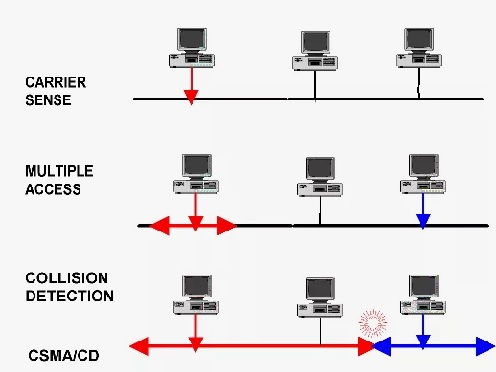 CARRIER
SENSE
MULTIPLE
ACCESS
COLLISION
DETECTION
CSMA/CD